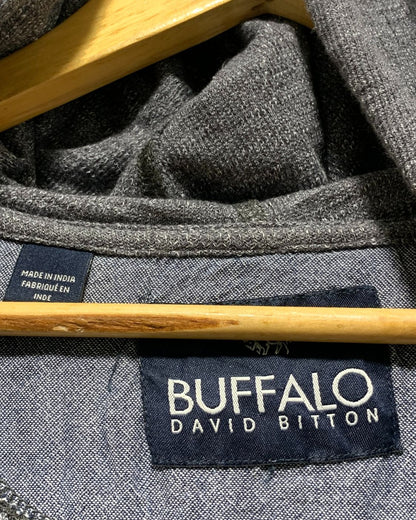 MADE IN INDIA
FABRIQUÉ EN
INDE
BUFFALO
DAVID BITTON